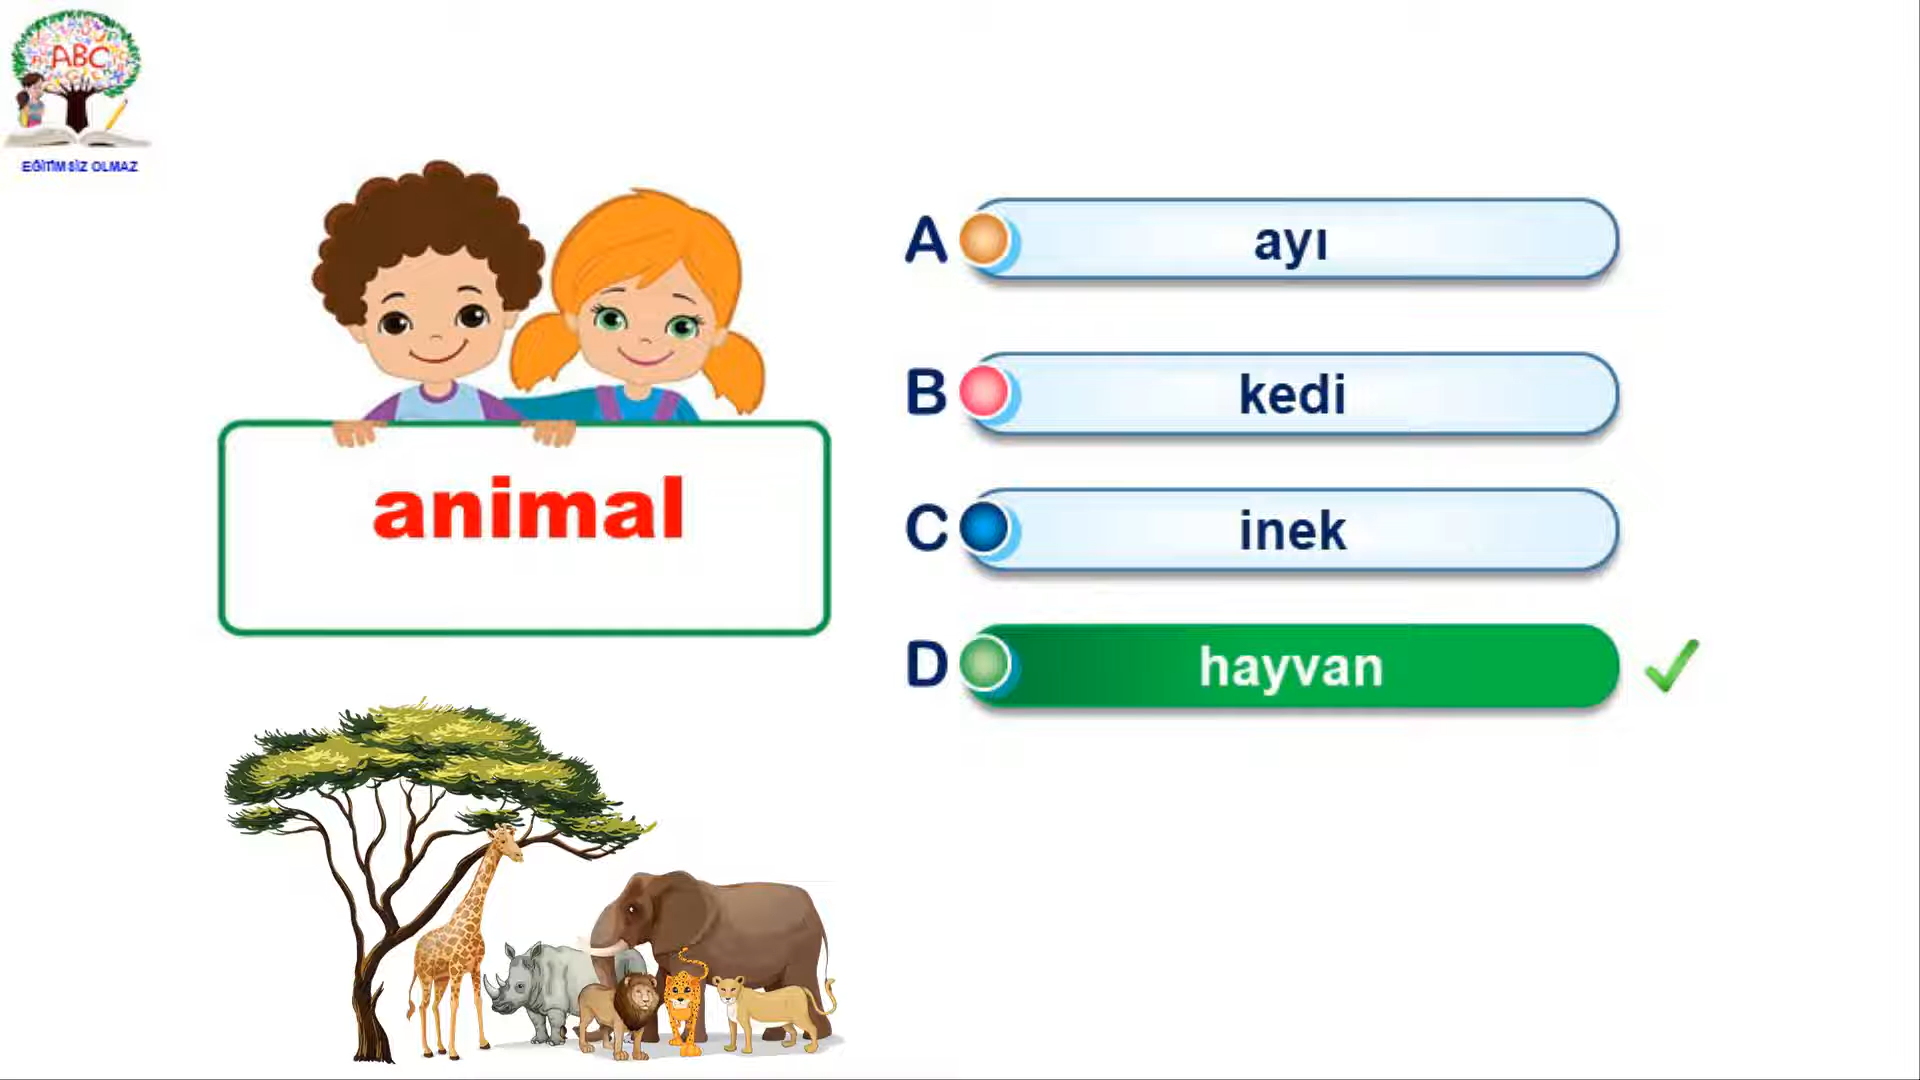 ABC
EĞİTİM SİZ OLMAZ
animal
A ayı
B kedi
C inek
D hayvan